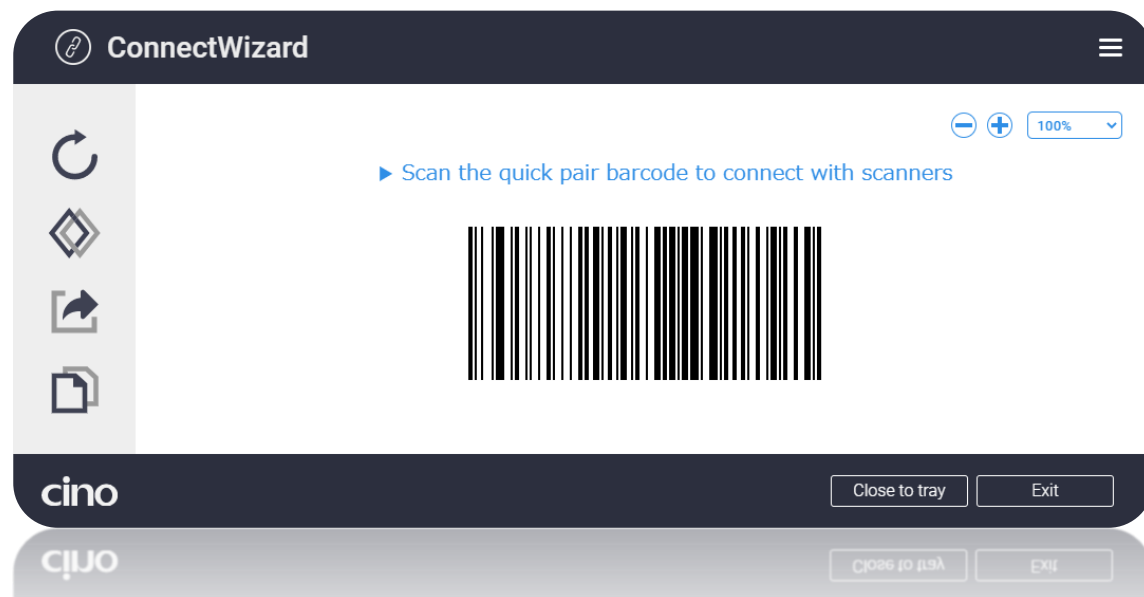 ConnectWizard
100%
▶ Scan the quick pair barcode to connect with scanners
cino
Close to tray
Exit